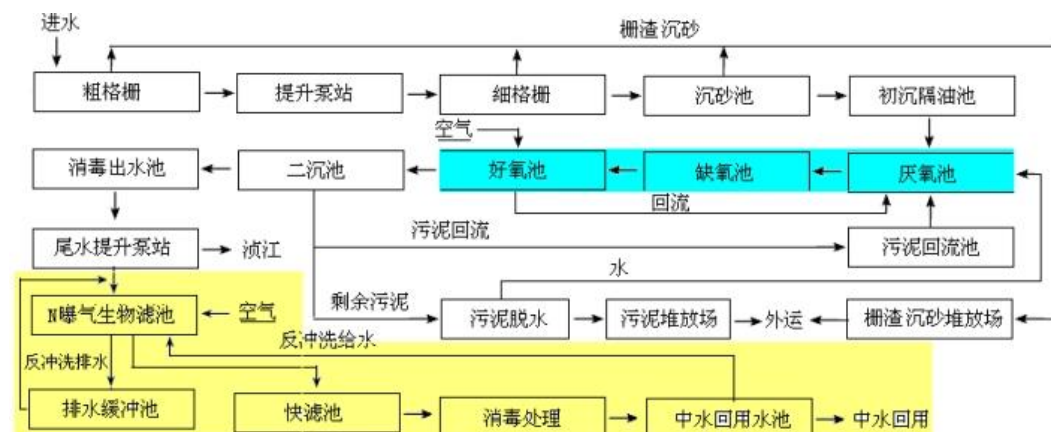 进水
栅渣沉砂
粗格栅
提升泵站
细格栅
沉砂池
初沉隔油池
空气
消毒出水池
二沉池
好氧池
缺氧池
厌氧池
回流
污泥回流
尾水提升泵站
浈江
污泥回流池
水
N曝气生物滤池
空气
剩余污泥
污泥脱水
污泥堆放场
外运
栅渣沉砂堆放场
反冲洗给水
反冲洗排水
排水缓冲池
快滤池
消毒处理
中水回用水池
中水回用